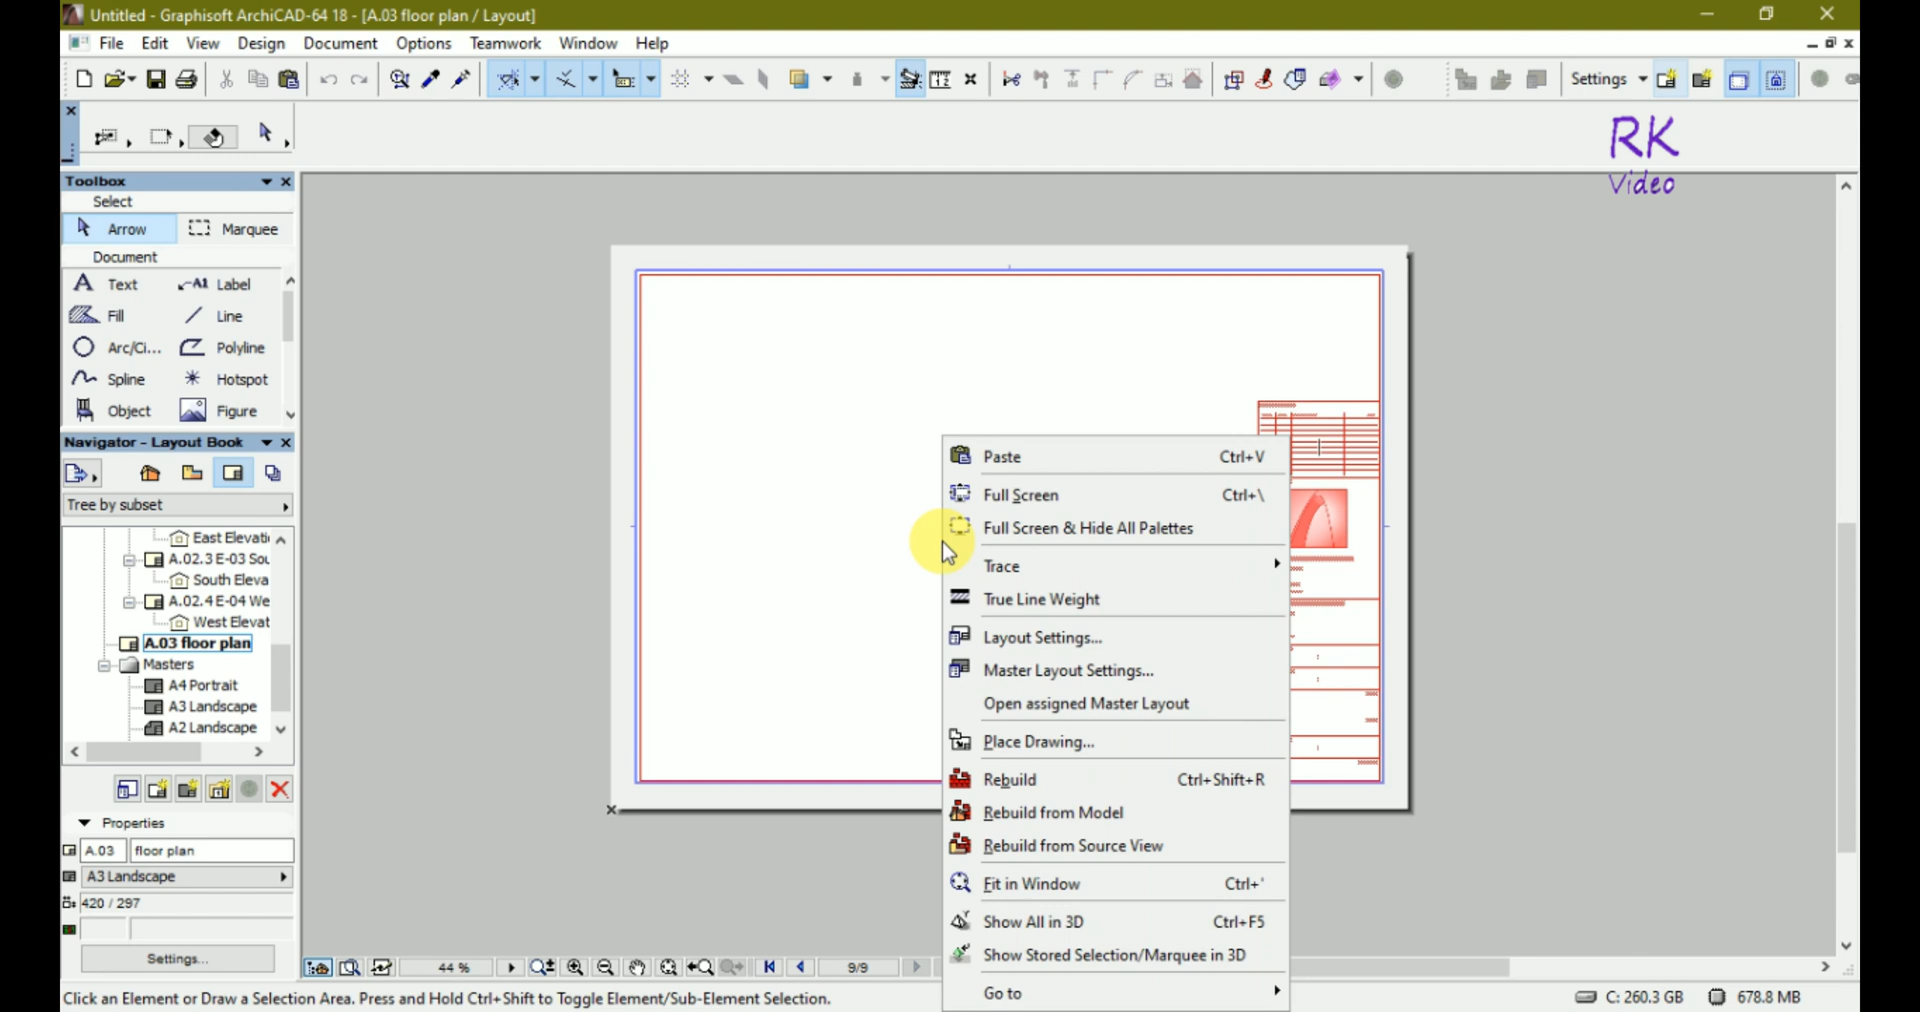 Untitled - Graphisoft ArchiCAD-64 18 - [A.03 floor plan / Layout]
File Edit View Design Document Options Teamwork Window Help
Settings
RK
Video
Toolbox
Select
Arrow Marquee
Document
Text Label
Fill Line
Arc/Ci... Polyline
Spline Hotspot
Object Figure
Navigator - Layout Book
Tree by subset
East Elevati
A.02.3 E-03 Sou
South Eleva
A.02.4 E-04 We
West Elevat
A.03 floor plan
Masters
A4 Portrait
A3 Landscape
A2 Landscape
Properties
A.03 floor plan
A3 Landscape
420 / 297
Settings...
Paste Ctrl+V
Full Screen Ctrl+\
Full Screen & Hide All Palettes
Trace
True Line Weight
Layout Settings...
Master Layout Settings...
Open assigned Master Layout
Place Drawing...
Rebuild Ctrl+Shift+R
Rebuild from Model
Rebuild from Source View
Fit in Window Ctrl+'
Show All in 3D Ctrl+F5
Show Stored Selection/Marquee in 3D
Go to
44 % 9/9
Click an Element or Draw a Selection Area. Press and Hold Ctrl+Shift to Toggle Element/Sub-Element Selection.
C: 260.3 GB 678.8 MB